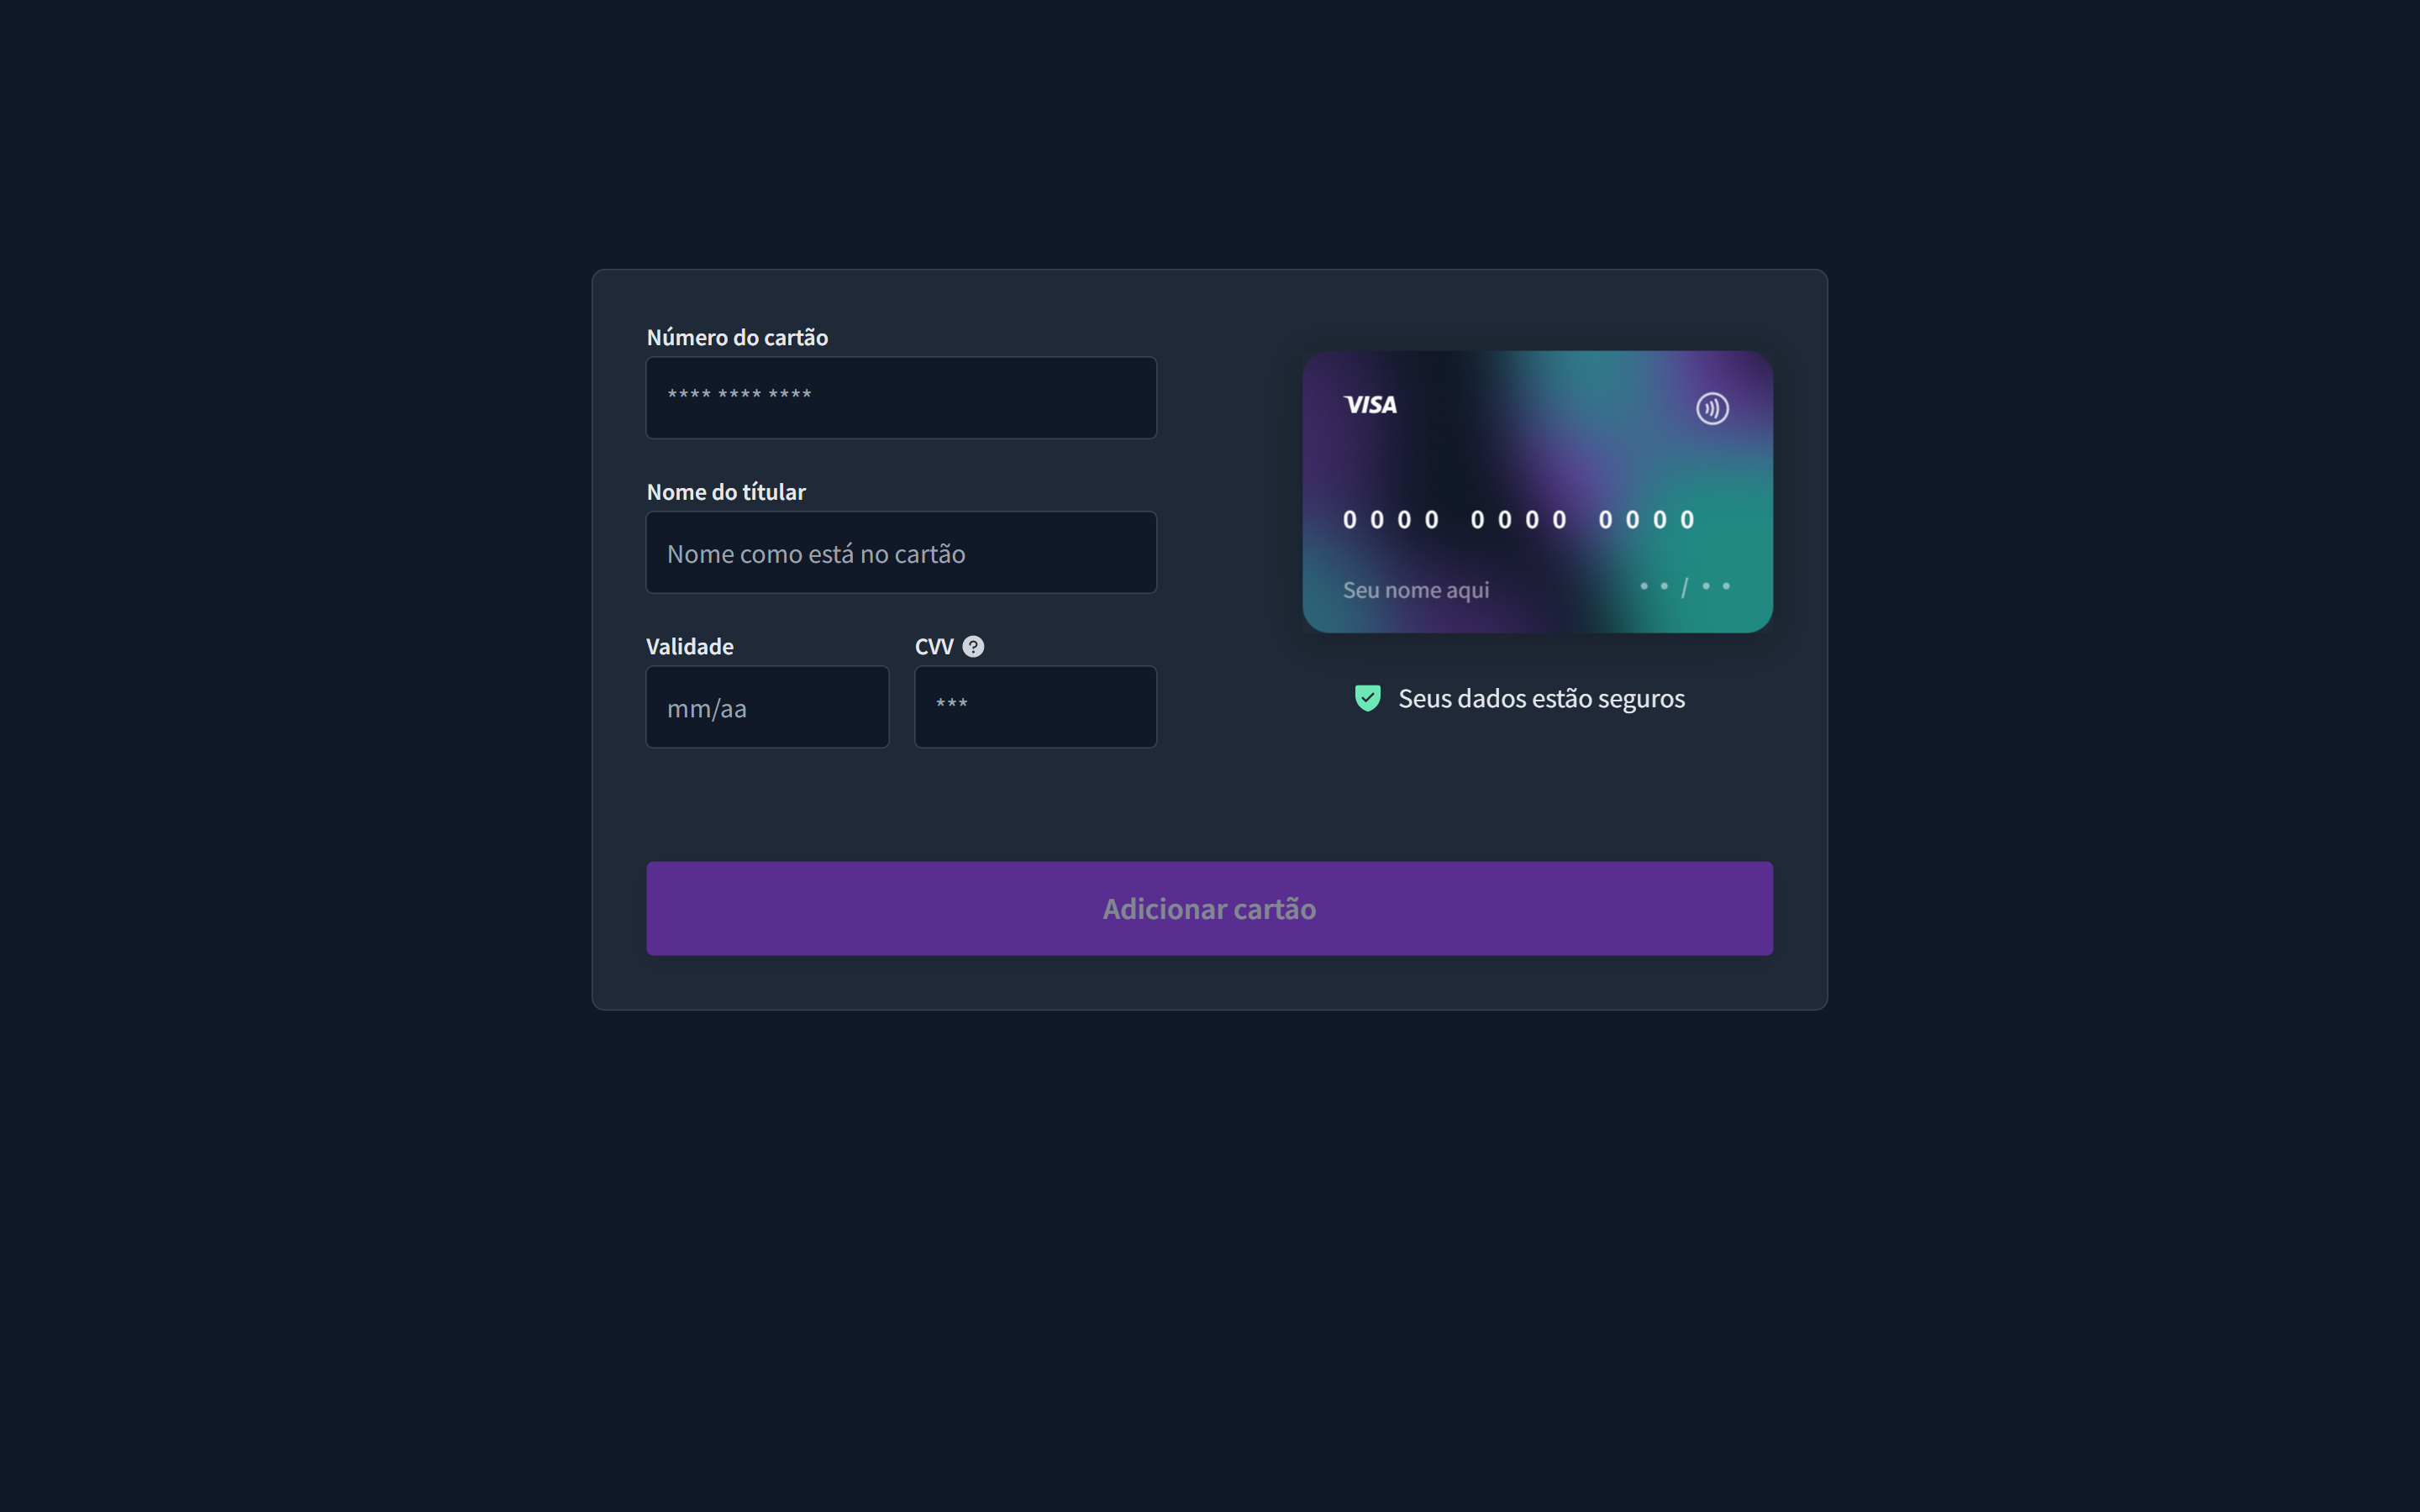 Número do cartão
**** **** ****
Nome do títular
Nome como está no cartão
Validade
mm/aa
CVV ?
***
VISA
0000 0000 0000
Seu nome aqui
••/••
Seus dados estão seguros
Adicionar cartão